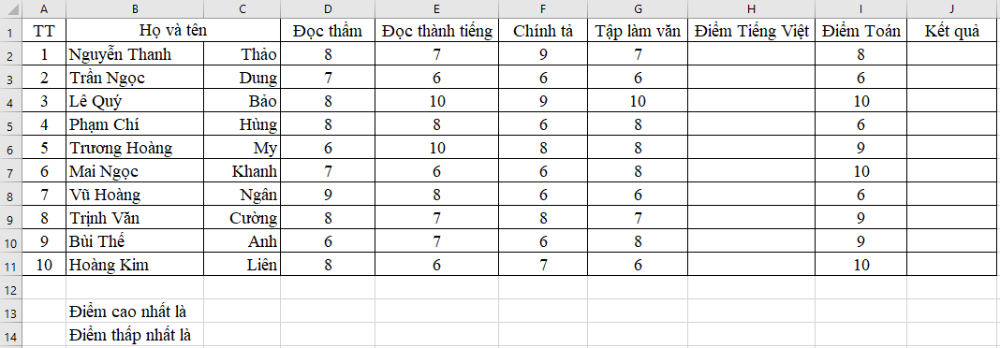 A B C D E F G H I J
1 TT Họ và tên Đọc thầm Đọc thành tiếng Chính tả Tập làm văn Điểm Tiếng Việt Điểm Toán Kết quả
2 1 Nguyễn Thanh Thảo 8 7 9 7 8
3 2 Trần Ngọc Dung 7 6 6 6 6
4 3 Lê Quý Bảo 8 10 9 10 10
5 4 Phạm Chí Hùng 8 8 6 8 6
6 5 Trương Hoàng My 6 10 8 8 9
7 6 Mai Ngọc Khanh 7 6 6 8 10
8 7 Vũ Hoàng Ngân 9 8 6 6 6
9 8 Trịnh Văn Cường 8 7 8 7 9
10 9 Bùi Thế Anh 6 7 6 8 9
11 10 Hoàng Kim Liên 8 6 7 6 10
12
13 Điểm cao nhất là
14 Điểm thấp nhất là